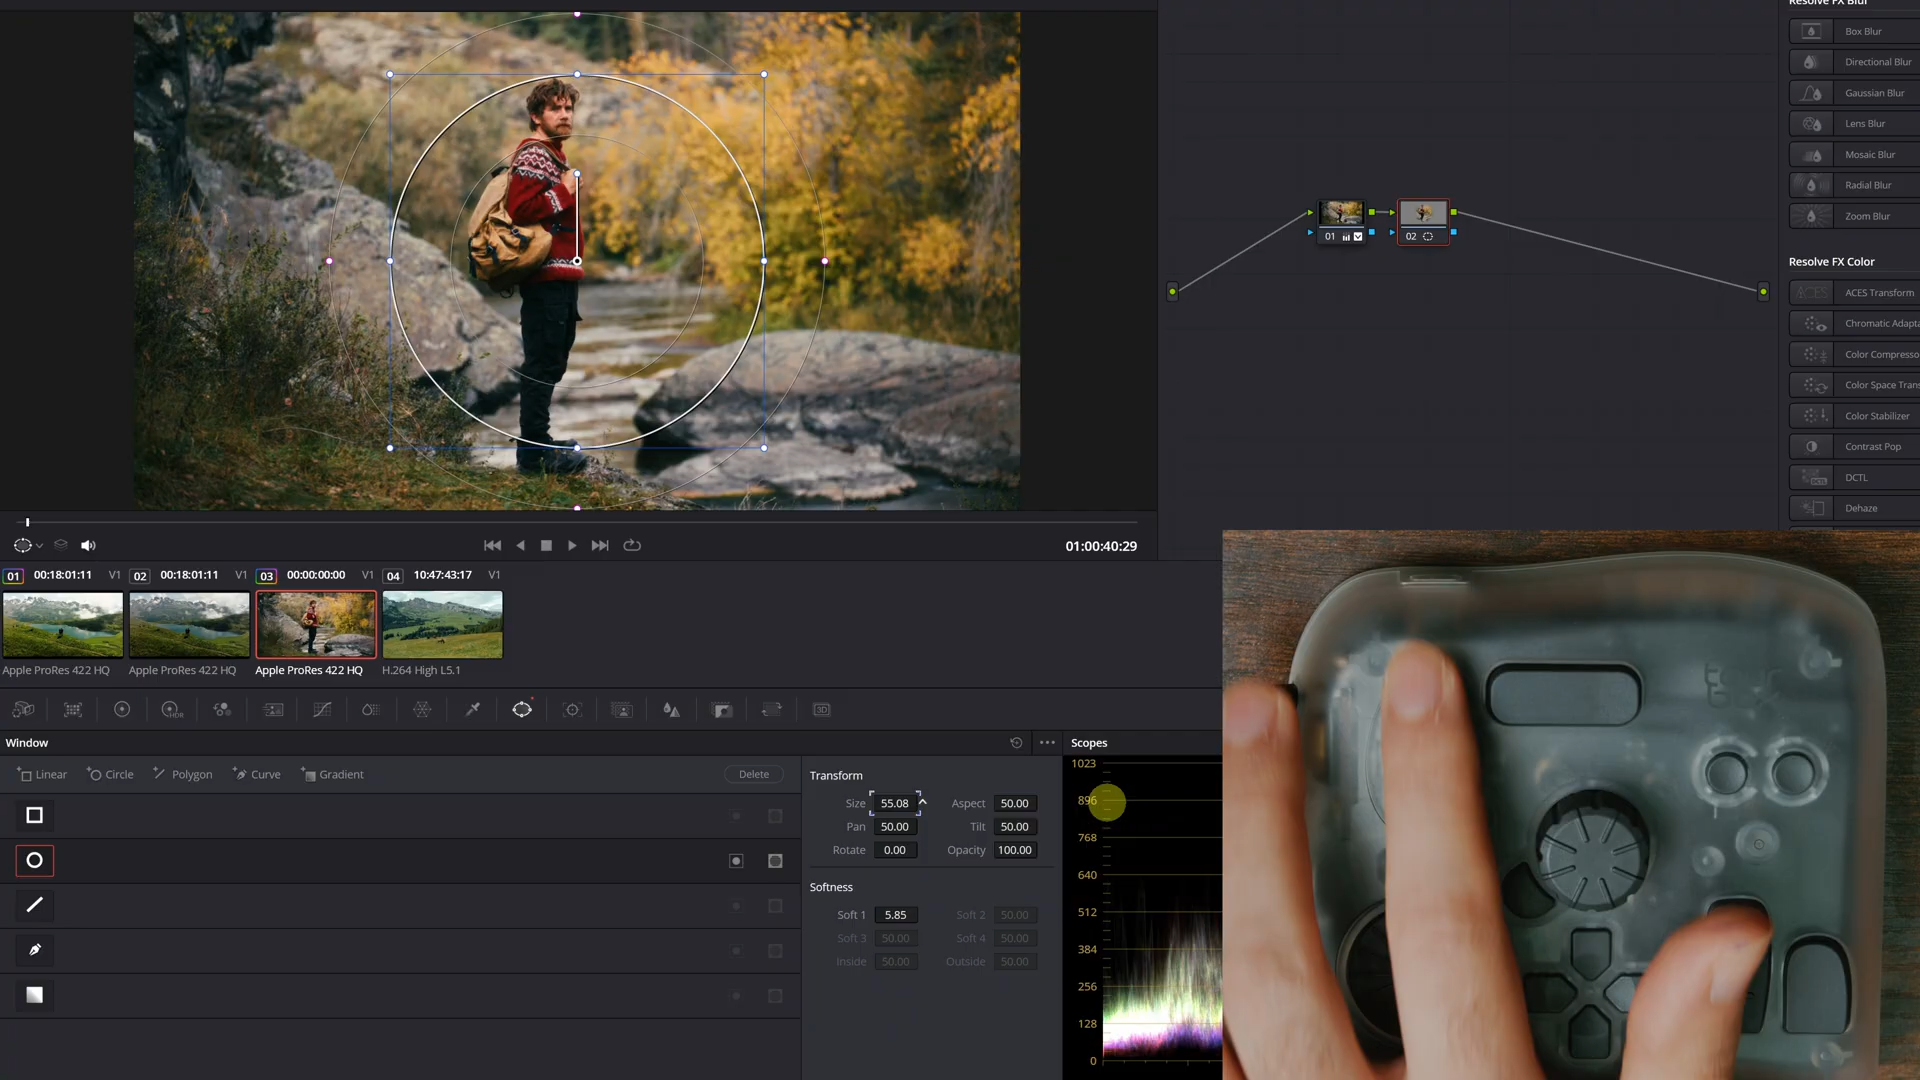 Resolve FX Blur
Box Blur
Directional Blur
Gaussian Blur
Lens Blur
Mosaic Blur
Radial Blur
Zoom Blur
Resolve FX Color
ACES Transform
Chromatic Adapta
Color Compresso
Color Space Trans
Color Stabilizer
Contrast Pop
DCTL
Dehaze
01
02
01:00:40:29
01 00:18:01:11 V1
02 00:18:01:11 V1
03 00:00:00:00 V1
04 10:47:43:17 V1
Apple ProRes 422 HQ
Apple ProRes 422 HQ
Apple ProRes 422 HQ
H.264 High L5.1
HDR
3D
Window
Linear Circle Polygon Curve Gradient Delete
Transform
Size 55.08 Aspect 50.00
Pan 50.00 Tilt 50.00
Rotate 0.00 Opacity 100.00
Softness
Soft 1 5.85 Soft 2 50.00
Soft 3 50.00 Soft 4 50.00
Inside 50.00 Outside 50.00
Scopes
1023
896
768
640
512
384
256
128
0